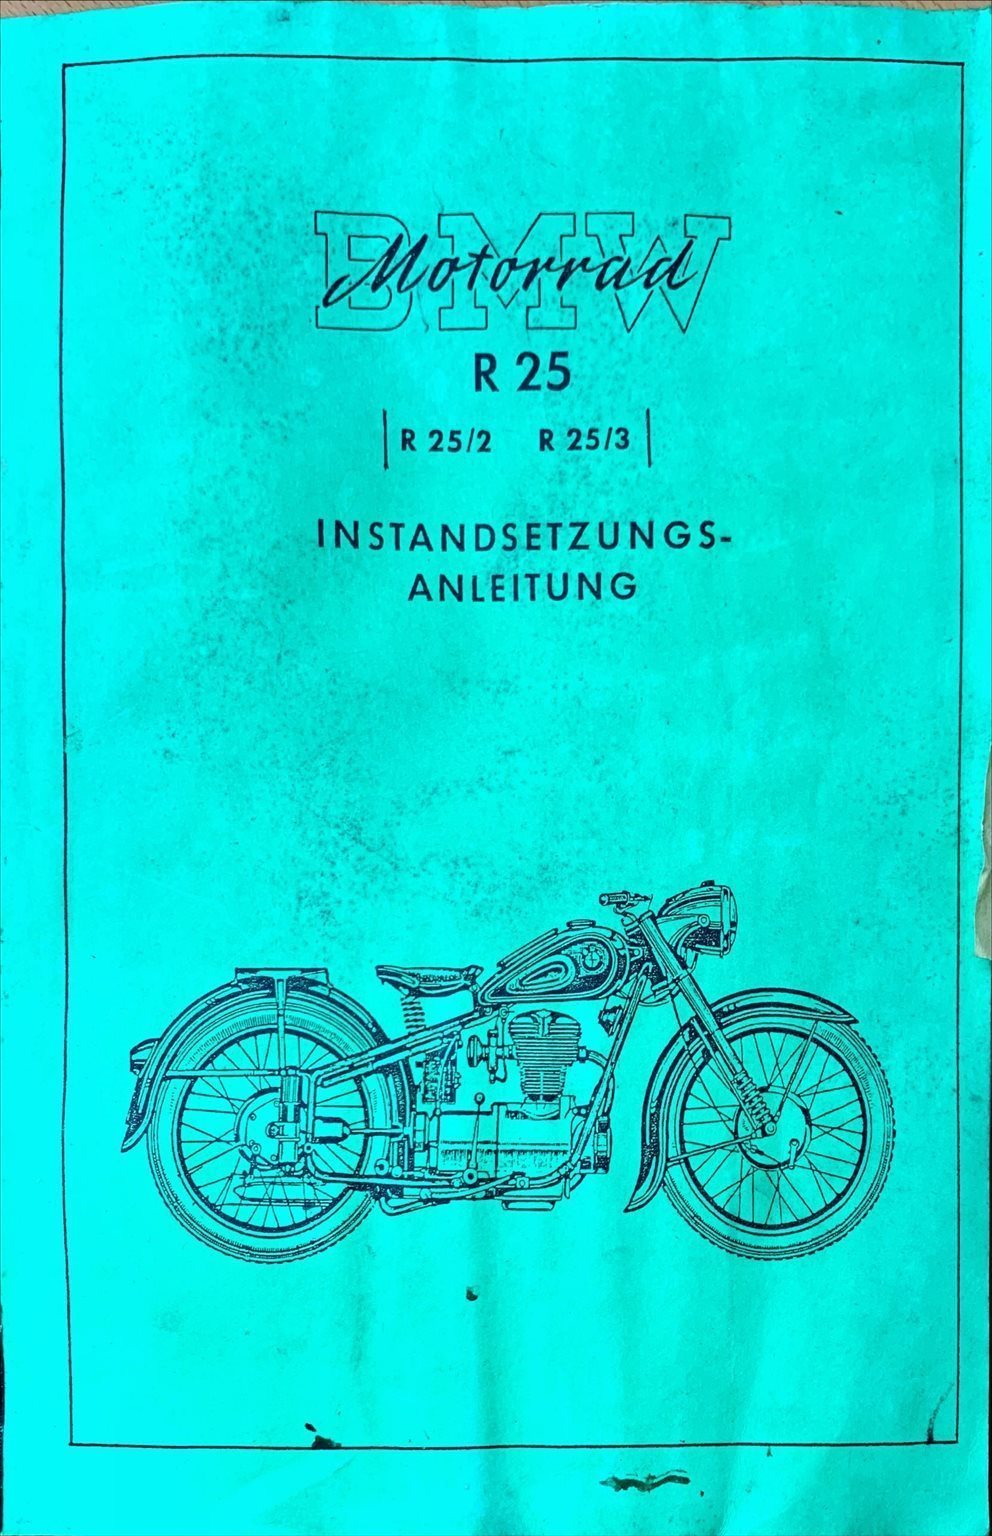 BMW
Motorrad
R 25
R 25/2 R 25/3
INSTANDSETZUNGS-
ANLEITUNG